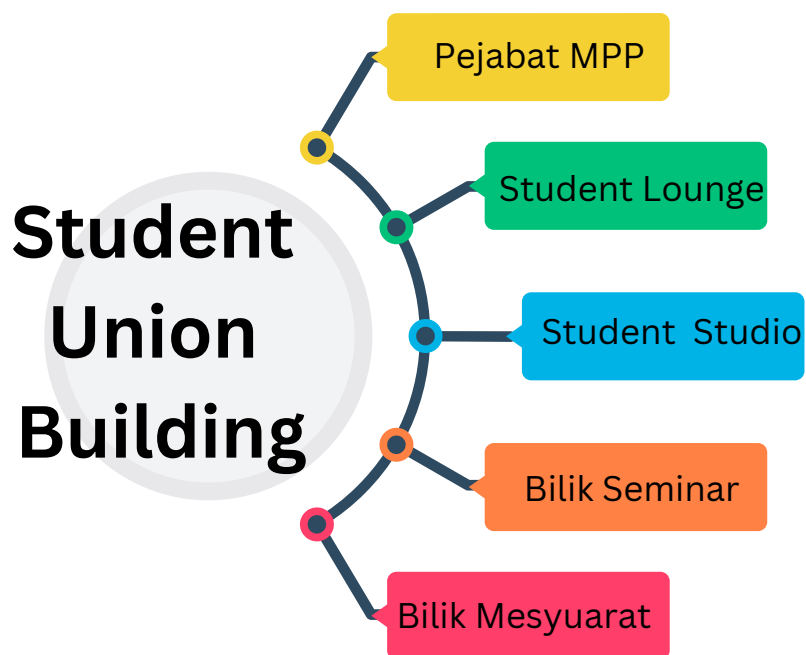 Student
Union
Building
Pejabat MPP
Student Lounge
Student Studio
Bilik Seminar
Bilik Mesyuarat